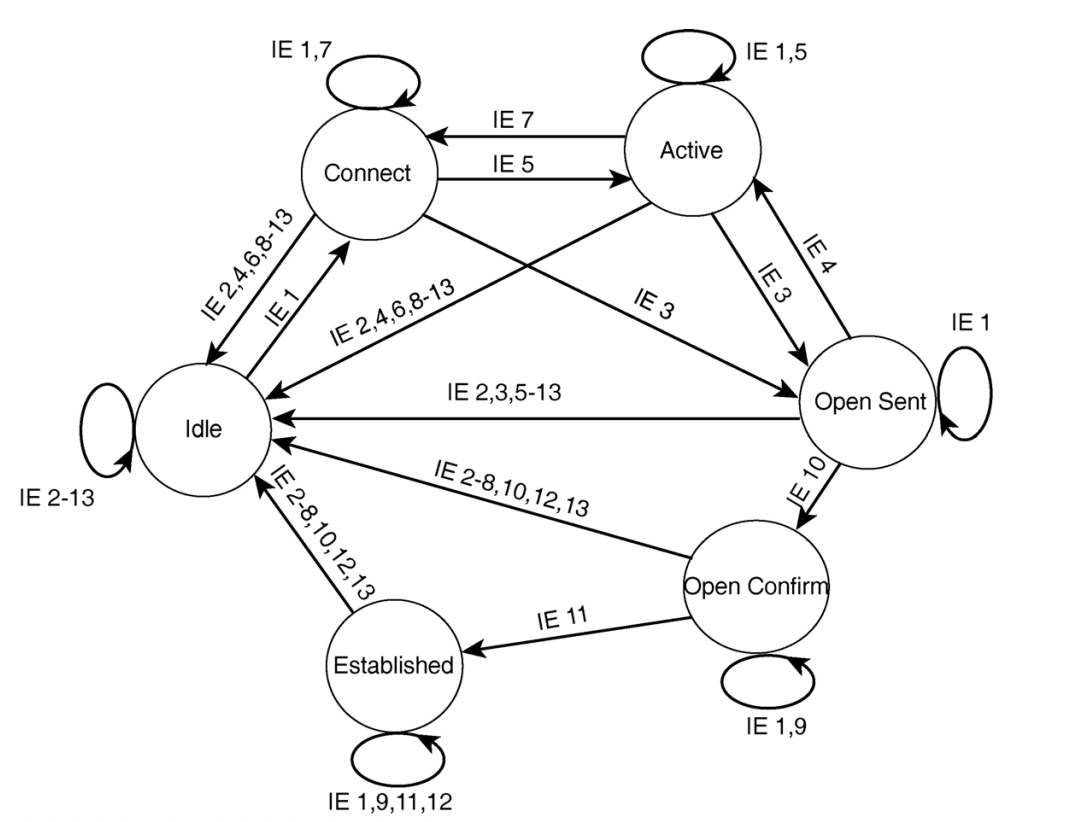 IE 1,7
IE 1,5
IE 7
Connect
Active
IE 5
IE 2,4,6,8-13
IE 1
IE 2,4,6,8-13
IE 3
IE 3
IE 4
IE 1
IE 2,3,5-13
Idle
Open Sent
IE 2-13
IE 2-8,10,12,13
IE 2-8,10,12,13
IE 10
Open Confirm
IE 11
Established
IE 1,9
IE 1,9,11,12